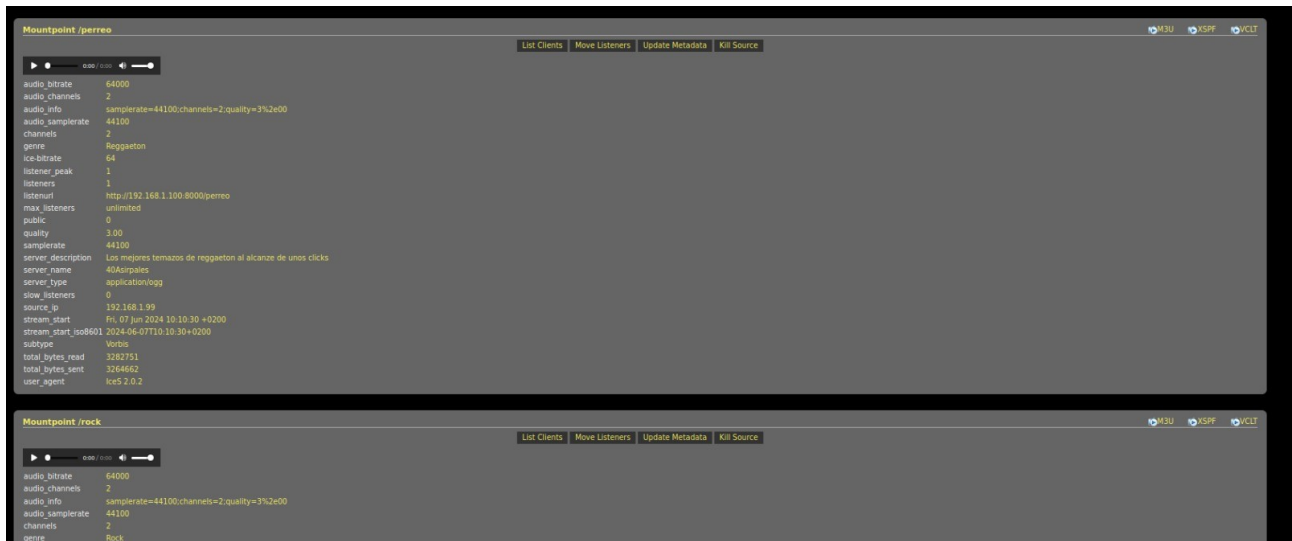 Mountpoint /perreo M3U XSPF VCLT
List Clients Move Listeners Update Metadata Kill Source
0:00 / 0:00
audio_bitrate 64000
audio_channels 2
audio_info samplerate=44100;channels=2;quality=3%2e00
audio_samplerate 44100
channels 2
genre Reggaeton
ice-bitrate 64
listener_peak 1
listeners 1
listenurl http://192.168.1.100:8000/perreo
max_listeners unlimited
public 0
quality 3.00
samplerate 44100
server_description Los mejores temazos de reggaeton al alcanze de unos clicks
server_name 40Asirpales
server_type application/ogg
slow_listeners 0
source_ip 192.168.1.99
stream_start Fri, 07 Jun 2024 10:10:30 +0200
stream_start_iso8601 2024-06-07T10:10:30+0200
subtype Vorbis
total_bytes_read 3282751
total_bytes_sent 3264662
user_agent IceS 2.0.2
Mountpoint /rock M3U XSPF VCLT
List Clients Move Listeners Update Metadata Kill Source
0:00 / 0:00
audio_bitrate 64000
audio_channels 2
audio_info samplerate=44100;channels=2;quality=3%2e00
audio_samplerate 44100
channels 2
genre Rock